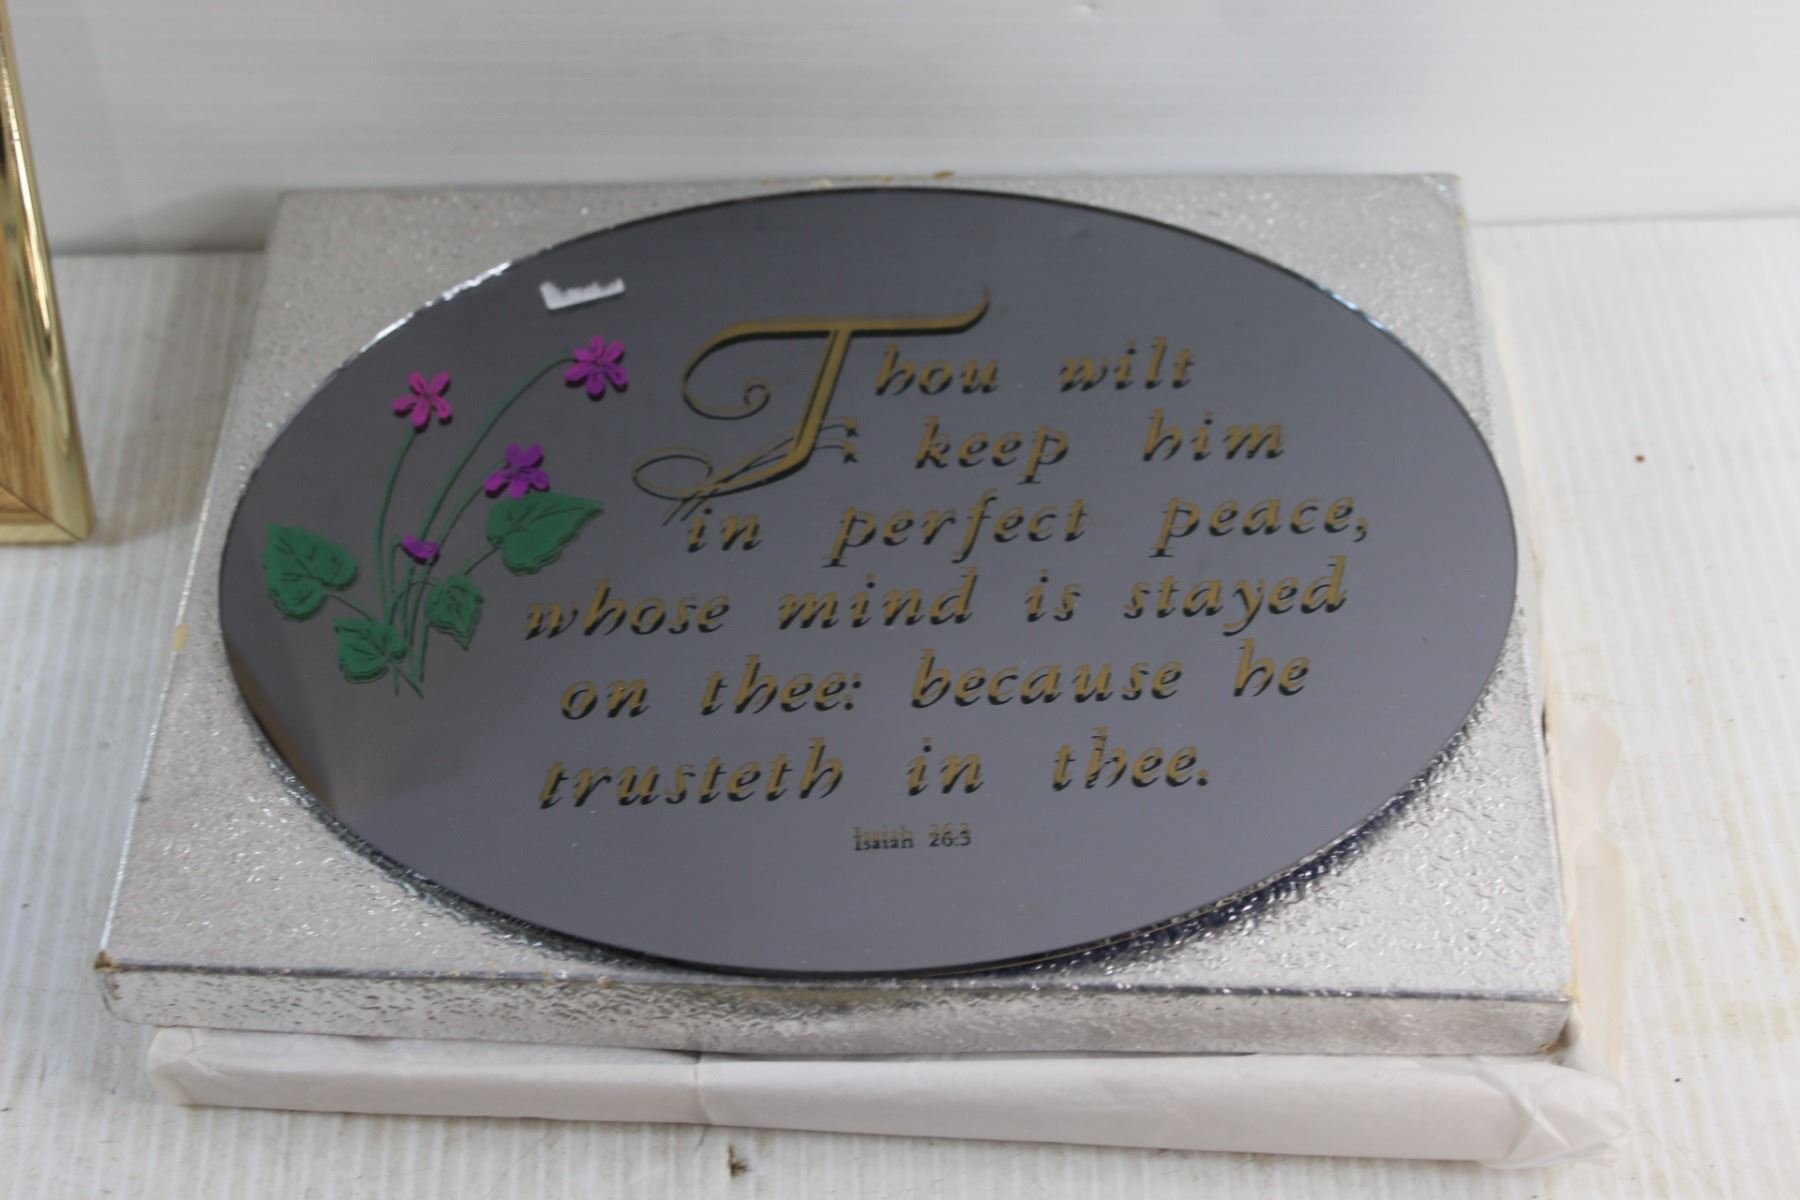 Thou wilt
keep him
in perfect peace,
whose mind is stayed
on thee: because he
trusteth in thee.
Isaiah 26:3